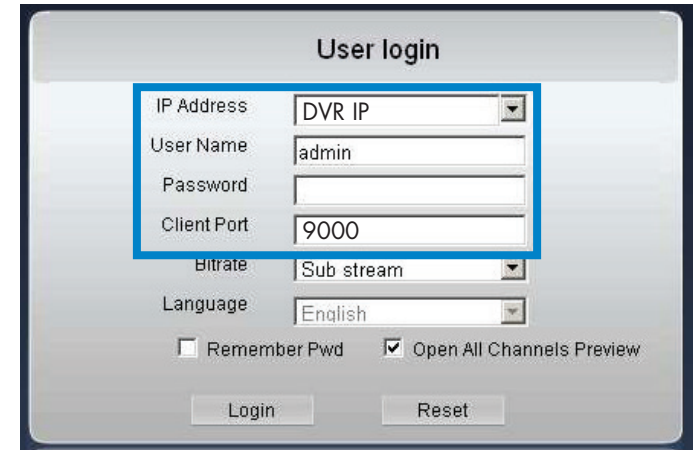 User login
IP Address DVR IP
User Name admin
Password
Client Port 9000
Bitrate Sub stream
Language English
Remember Pwd Open All Channels Preview
Login Reset